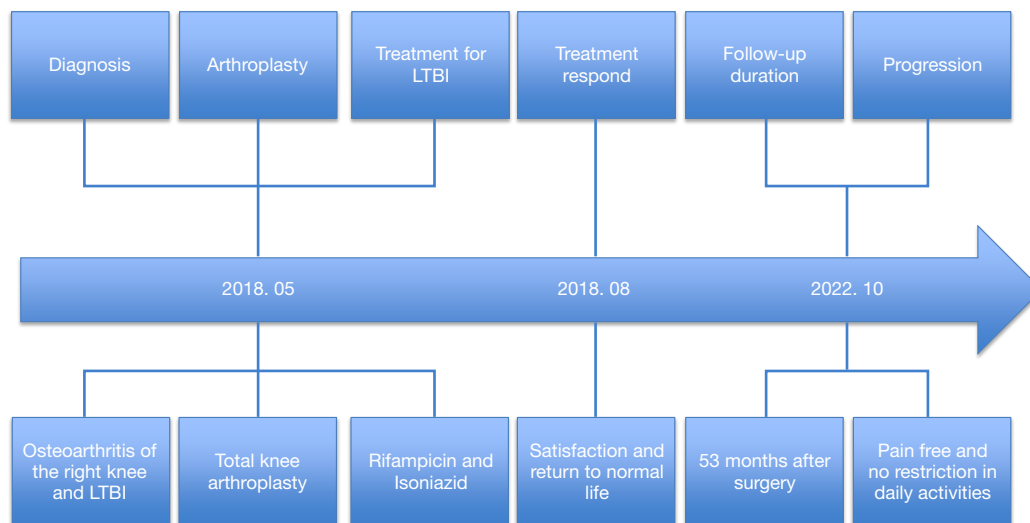 Diagnosis
Arthroplasty
Treatment for
LTBI
Treatment
respond
Follow-up
duration
Progression
2018. 05
2018. 08
2022. 10
Osteoarthritis of
the right knee
and LTBI
Total knee
arthroplasty
Rifampicin and
Isoniazid
Satisfaction and
return to normal
life
53 months after
surgery
Pain free and
no restriction in
daily activities